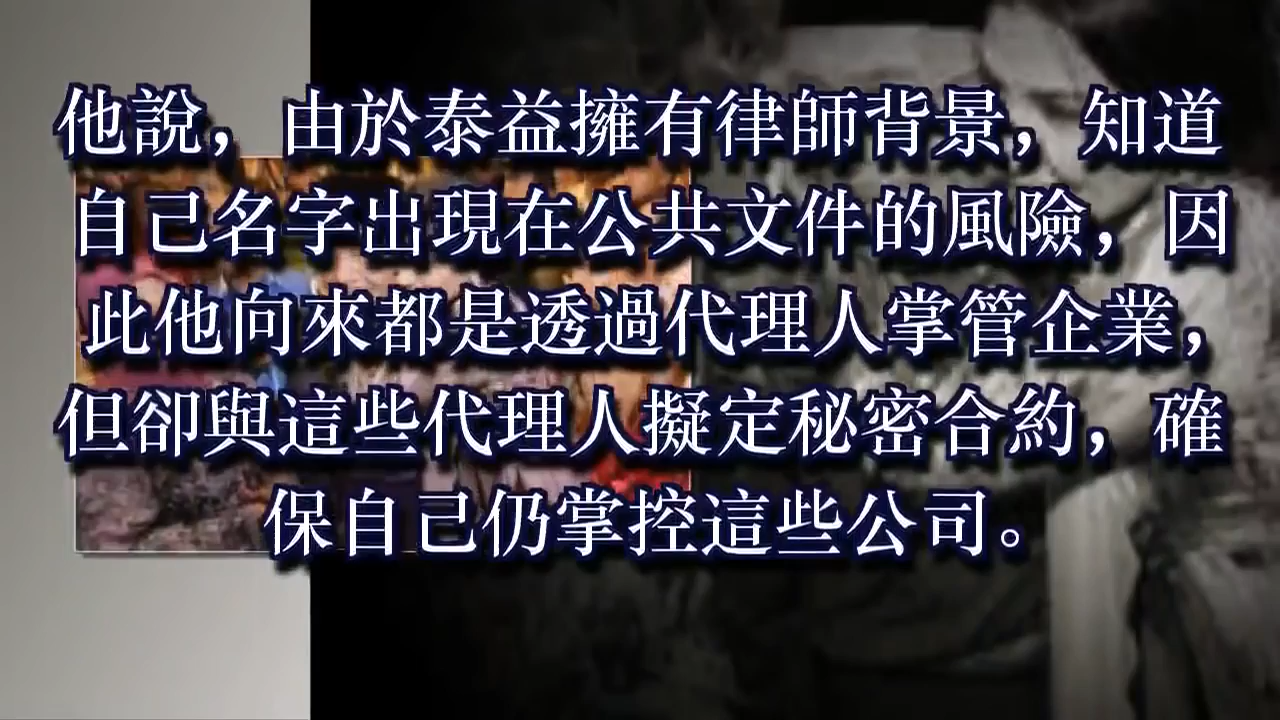 他說，由於泰益擁有律師背景，知道
自己名字出現在公共文件的風險，因
此他向來都是透過代理人掌管企業，
但卻與這些代理人擬定秘密合約，確
保自己仍掌控這些公司。